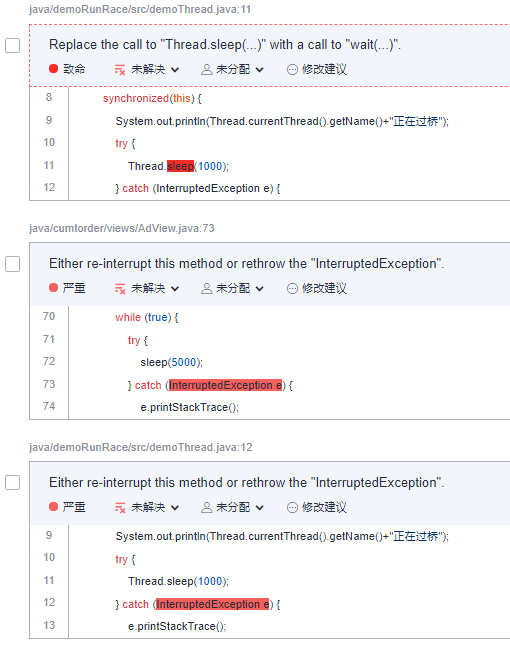 java/demoRunRace/src/demoThread.java:11
Replace the call to "Thread.sleep(...)" with a call to "wait(...)".
致命 未解决 未分配 修改建议
8 synchronized(this) {
9 System.out.println(Thread.currentThread().getName()+"正在过桥");
10 try {
11 Thread.sleep(1000);
12 } catch (InterruptedException e) {
java/cumtorder/views/AdView.java:73
Either re-interrupt this method or rethrow the "InterruptedException".
严重 未解决 未分配 修改建议
70 while (true) {
71 try {
72 sleep(5000);
73 } catch (InterruptedException e) {
74 e.printStackTrace();
java/demoRunRace/src/demoThread.java:12
Either re-interrupt this method or rethrow the "InterruptedException".
严重 未解决 未分配 修改建议
9 System.out.println(Thread.currentThread().getName()+"正在过桥");
10 try {
11 Thread.sleep(1000);
12 } catch (InterruptedException e) {
13 e.printStackTrace();